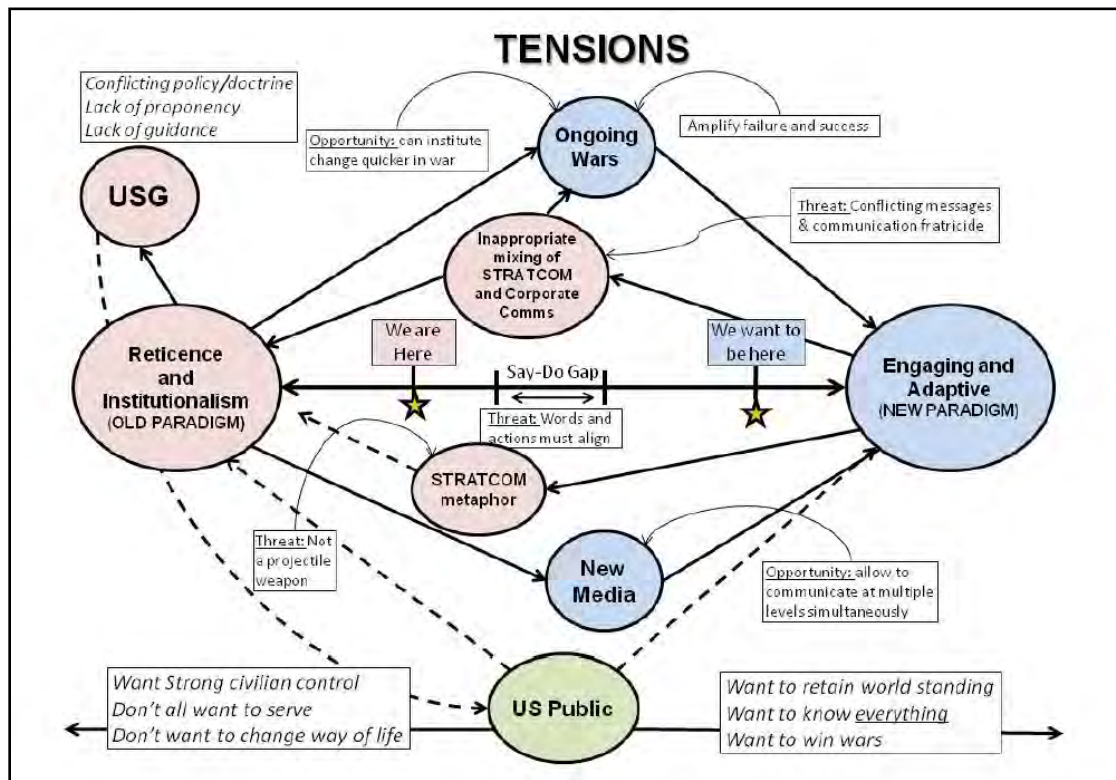 TENSIONS
Conflicting policy/doctrine
Lack of proponency
Lack of guidance
Opportunity: can institute
change quicker in war
Ongoing
Wars
Amplify failure and success
USG
Threat: Conflicting messages
& communication fratricide
Inappropriate
mixing of
STRATCOM
and Corporate
Comms
We are
Here
We want to
be here
Reticence
and
Institutionalism
(OLD PARADIGM)
Say-Do Gap
Engaging and
Adaptive
(NEW PARADIGM)
Threat: Words and
actions must align
STRATCOM
metaphor
Threat: Not
a projectile
weapon
New
Media
Opportunity: allow to
communicate at multiple
levels simultaneously
Want Strong civilian control
Don't all want to serve
Don't want to change way of life
US Public
Want to retain world standing
Want to know everything
Want to win wars